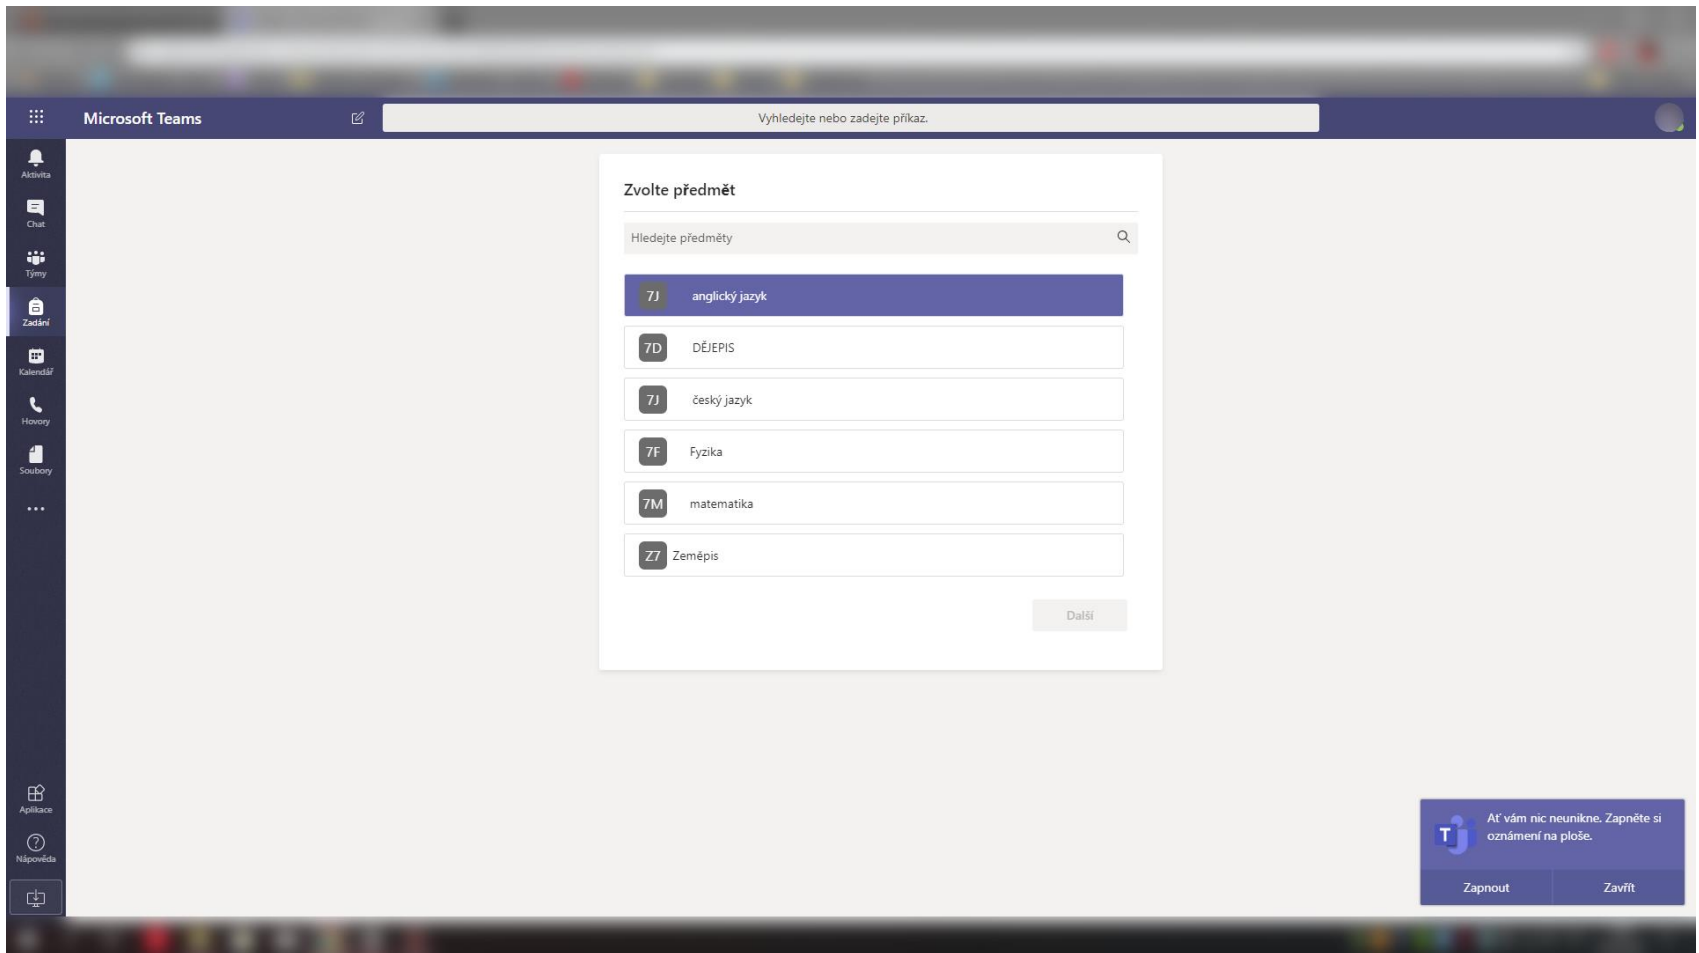 Microsoft Teams
Vyhledejte nebo zadejte příkaz.
Aktivita
Chat
Týmy
Zadání
Kalendář
Hovory
Soubory
Aplikace
Nápověda
Zvolte předmět
Hledejte předměty
7J anglický jazyk
7D DĚJEPIS
7J český jazyk
7F Fyzika
7M matematika
Z7 Zeměpis
Další
T
Ať vám nic neunikne. Zapněte si
oznámení na ploše.
Zapnout Zavřít